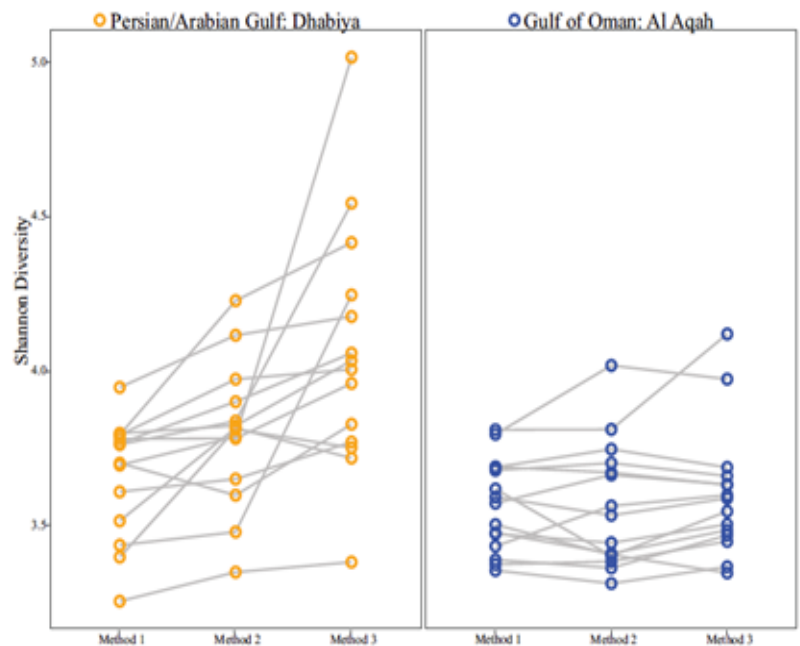 Persian/Arabian Gulf: Dhabiya
Gulf of Oman: Al Aqah
Shannon Diversity
5.0
4.5
4.0
3.5
Method 1 Method 2 Method 3
Method 1 Method 2 Method 3